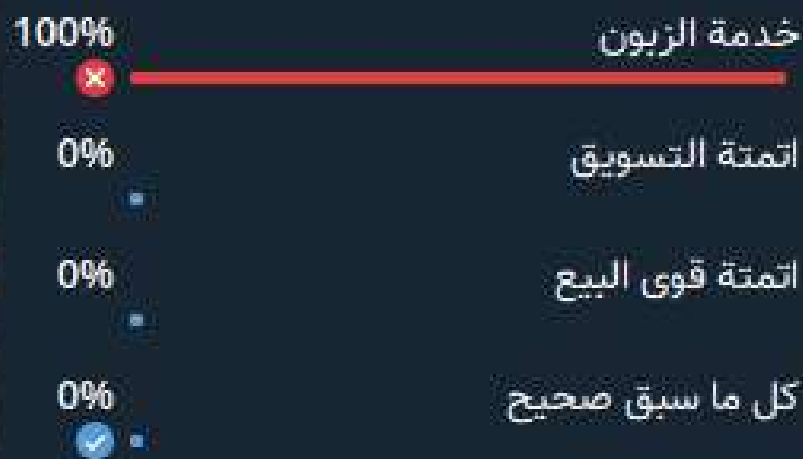 خدمة الزبون 100%
اتمتة التسويق 0%
اتمتة قوى البيع 0%
كل ما سبق صحيح 0%